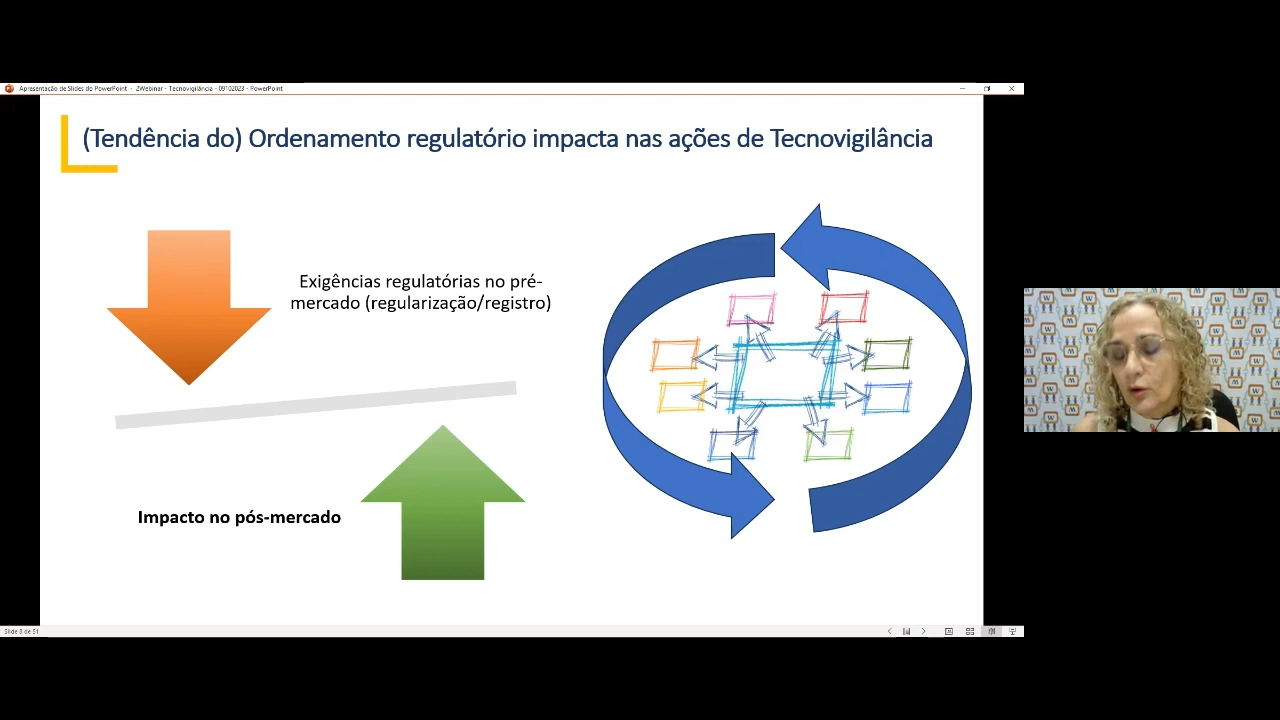 Apresentação de Slides do PowerPoint - 2Webinar - Tecnovigilância - 09102023 - PowerPoint
(Tendência do) Ordenamento regulatório impacta nas ações de Tecnovigilância
Exigências regulatórias no pré-
mercado (regularização/registro)
Impacto no pós-mercado
Slide 8 de 51